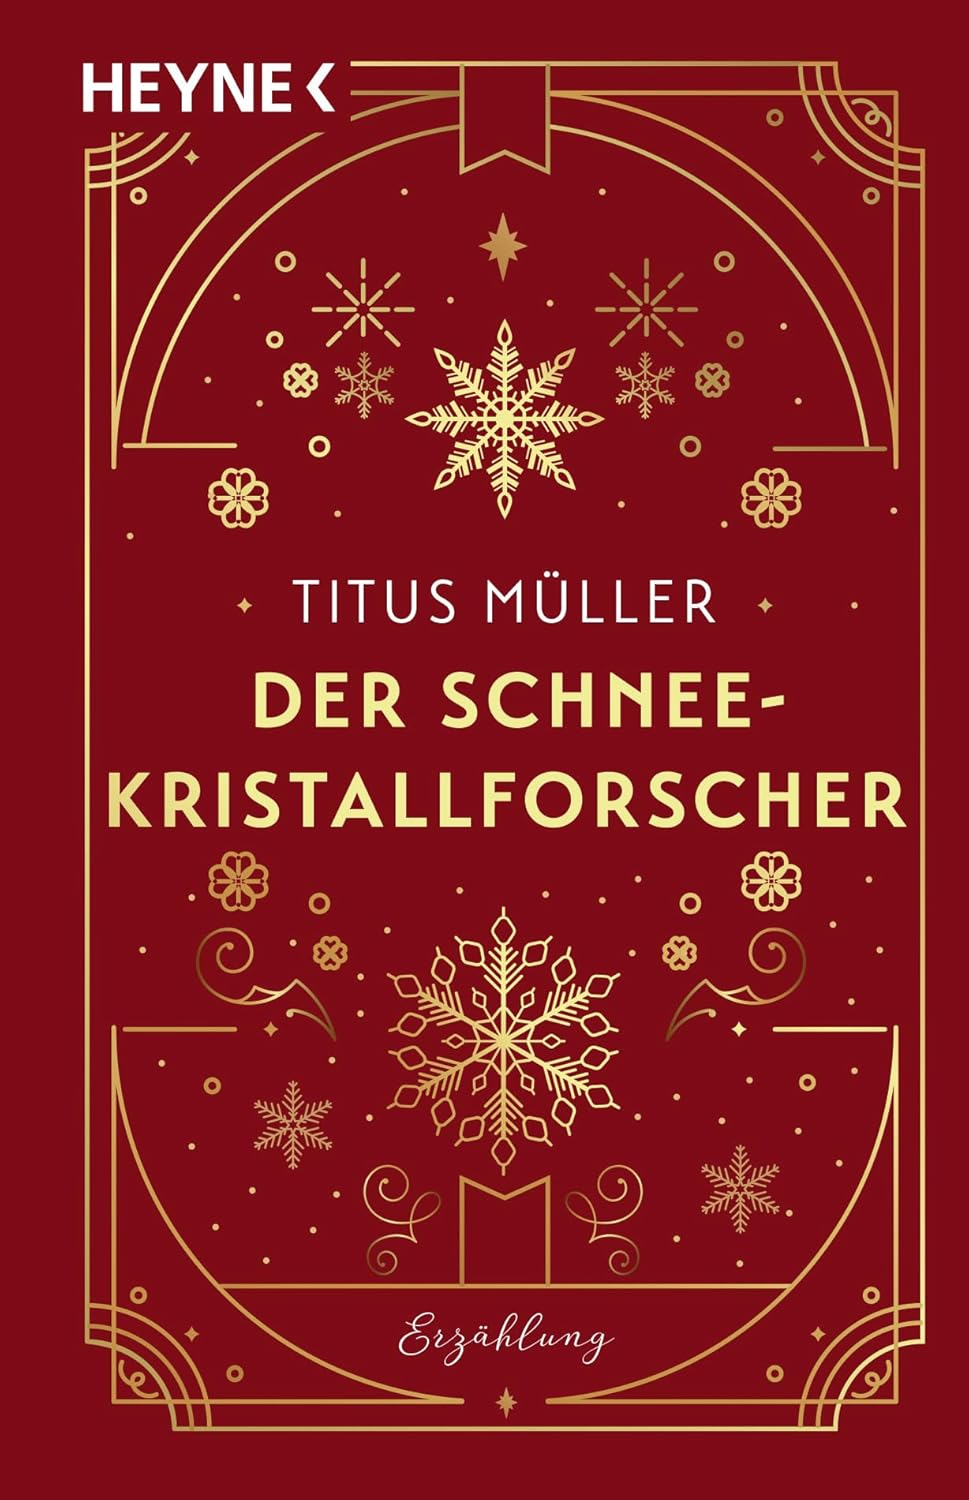 HEYNE
TITUS MÜLLER
DER SCHNEE-
KRISTALLFORSCHER
Erzählung